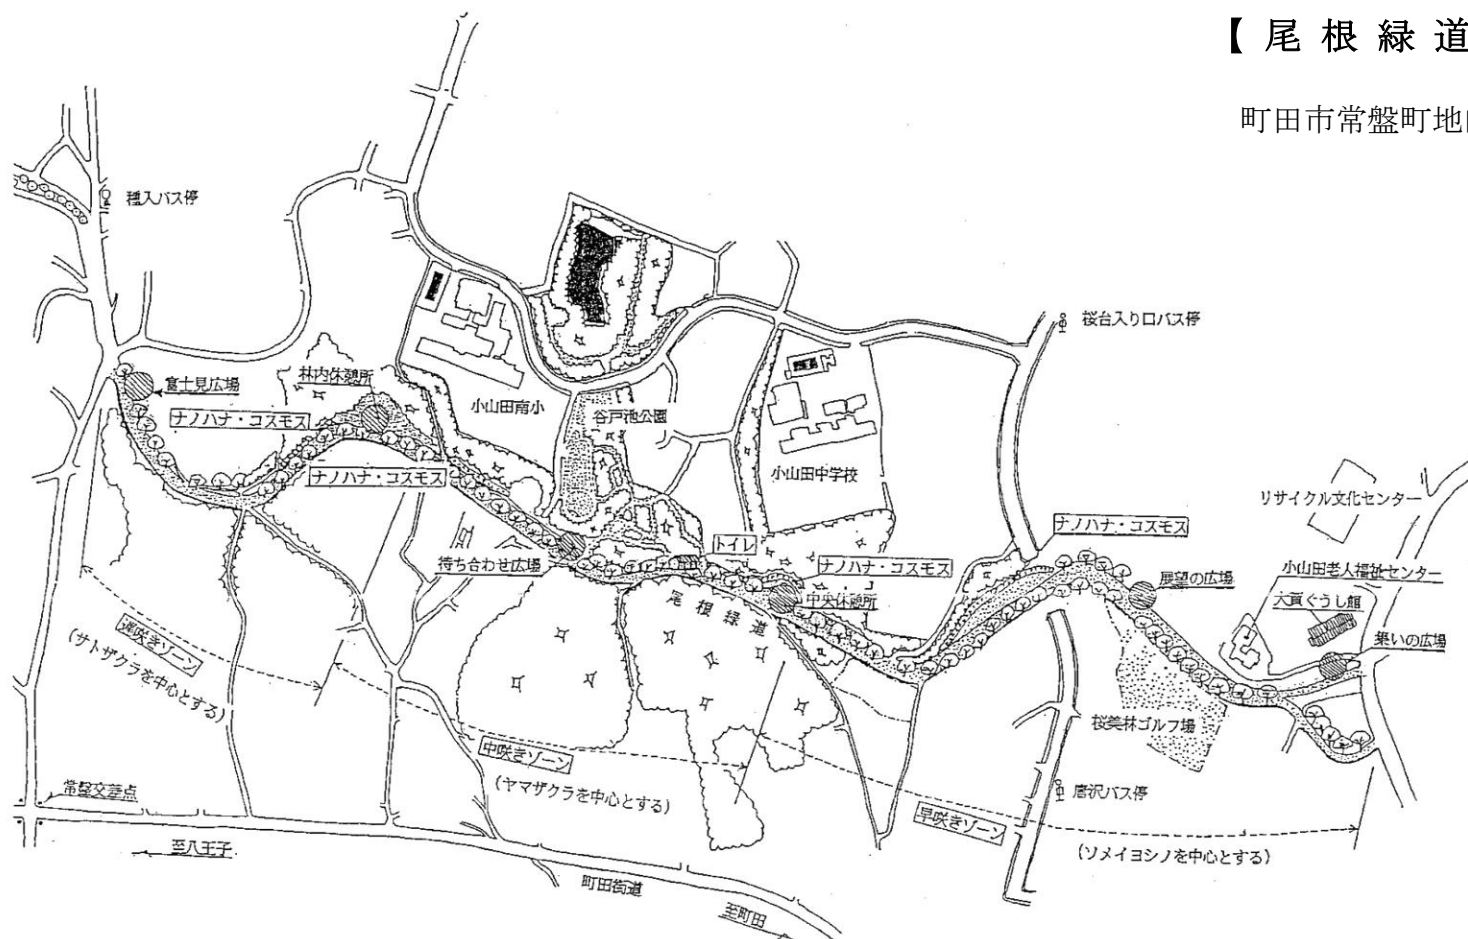 【 尾 根 緑 道
町田市常盤町地
種入バス停
桜台入り口バス停
富士見広場
林内休憩所
ナノハナ・コスモス
小山田南小
谷戸池公園
ナノハナ・コスモス
小山田中学校
リサイクル文化センター
ナノハナ・コスモス
トイレ
待ち合わせ広場
ナノハナ・コスモス
中央休憩所
展望の広場
小山田老人福祉センター
大賀ぐうし館
集いの広場
尾根緑道
遅咲きゾーン
(サトザクラを中心とする)
桜美林ゴルフ場
中咲きゾーン
(ヤマザクラを中心とする)
唐沢バス停
早咲きゾーン
(ソメイヨシノを中心とする)
常盤交差点
至八王子
町田街道
至町田